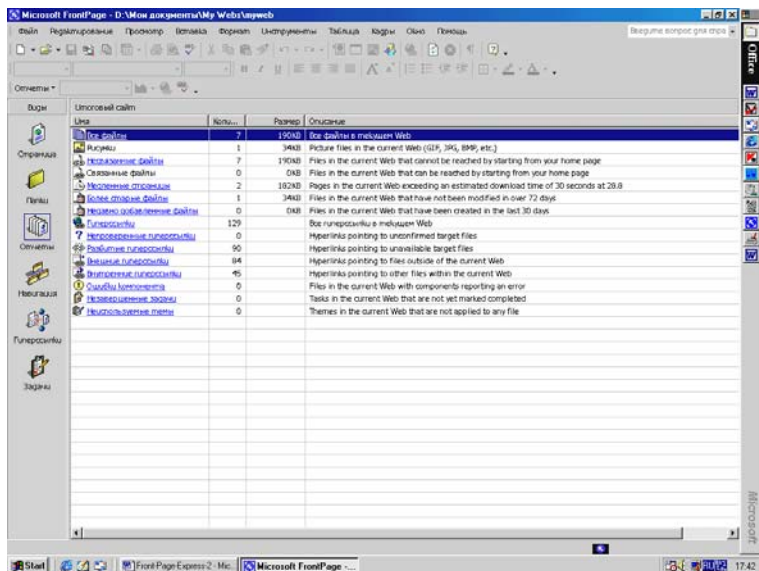 Microsoft FrontPage - D:\Мои документы\My Webs\myweb
Файл Редактирование Просмотр Вставка Формат Инструменты Таблица Кадры Окно Помощь
Введите вопрос для спра
Office
Отчеты
Виды Итоговый сайт
Имя Коли... Размер Описание
Все файлы 7 190KB Все файлы в текущем Web
Рисунки 1 34KB Picture files in the current Web (GIF, JPG, BMP, etc.)
Несвязанные файлы 7 190KB Files in the current Web that cannot be reached by starting from your home page
Связанные файлы 0 0KB Files in the current Web that can be reached by starting from your home page
Медленные страницы 2 182KB Pages in the current Web exceeding an estimated download time of 30 seconds at 28.8
Более старые файлы 1 34KB Files in the current Web that have not been modified in over 72 days
Недавно добавленные файлы 0 0KB Files in the current Web that have been created in the last 30 days
Гиперссылки 129 Все гиперссылки в текущем Web
Непроверенные гиперссылки 0 Hyperlinks pointing to unconfirmed target files
Разбитые гиперссылки 90 Hyperlinks pointing to unavailable target files
Внешние гиперссылки 84 Hyperlinks pointing to files outside of the current Web
Внутренние гиперссылки 45 Hyperlinks pointing to other files within the current Web
Ошибки компонента 0 Files in the current Web with components reporting an error
Незавершенные задачи 0 Tasks in the current Web that are not yet marked completed
Неиспользуемые темы 0 Themes in the current Web that are not applied to any file
Страница
Папки
Отчеты
Навигация
Гиперссылки
Задачи
Microsoft
Start Front-Page-Express-2 - Mic... Microsoft FrontPage -... 17:42